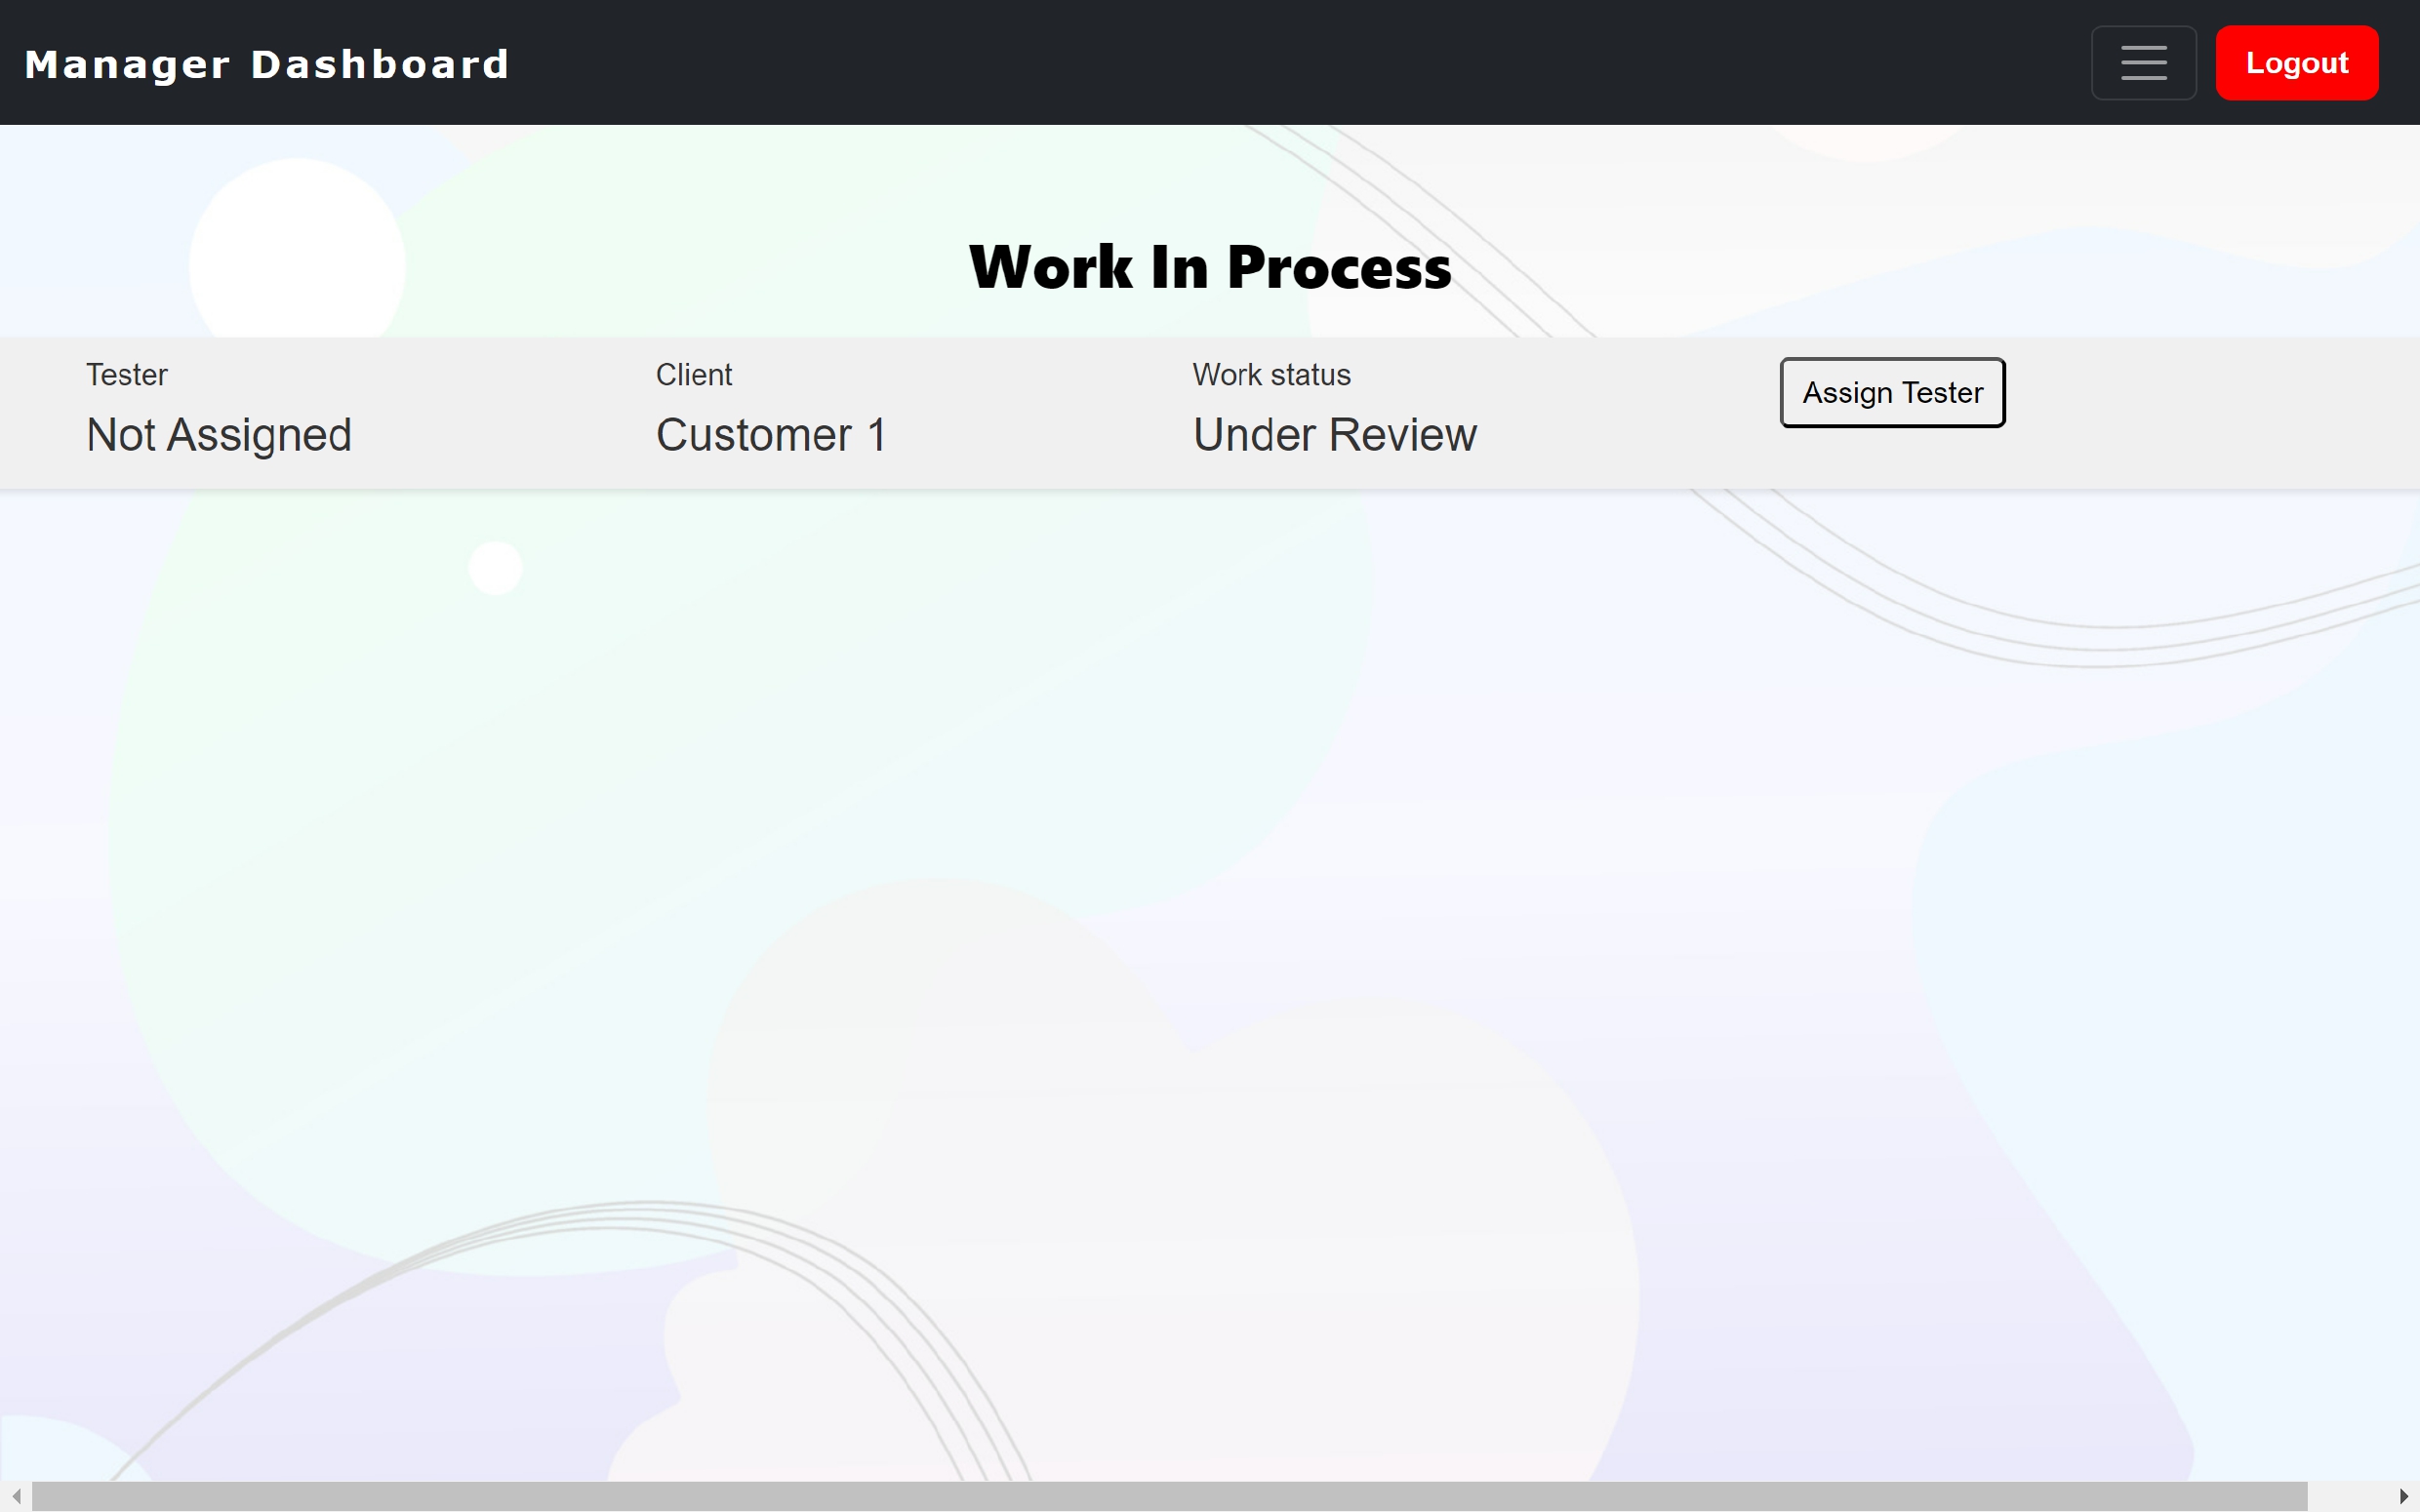 Manager Dashboard
Logout
Work In Process
Tester
Client
Work status
Assign Tester
Not Assigned
Customer 1
Under Review